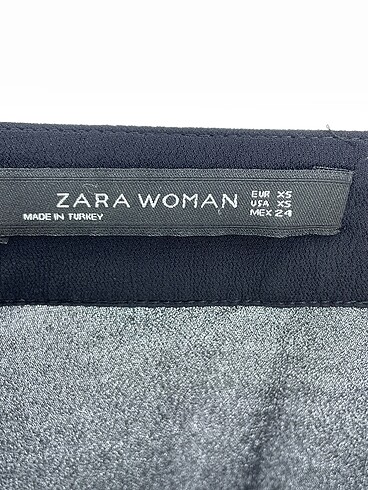 ZARA WOMAN
MADE IN TURKEY
EUR XS
USA XS
MEX 24